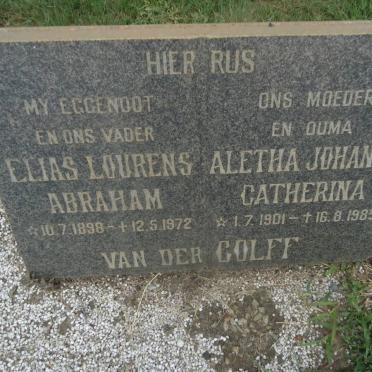 HIER RUS
MY EGGENOOT
EN ONS VADER
ELIAS LOURENS
ABRAHAM
☆10.7.1898-✝12.5.1972
ONS MOEDER
EN OUMA
ALETHA JOHAN
CATHERINA
☆1.7.1901-✝16.8.198
VAN DER GOLFF